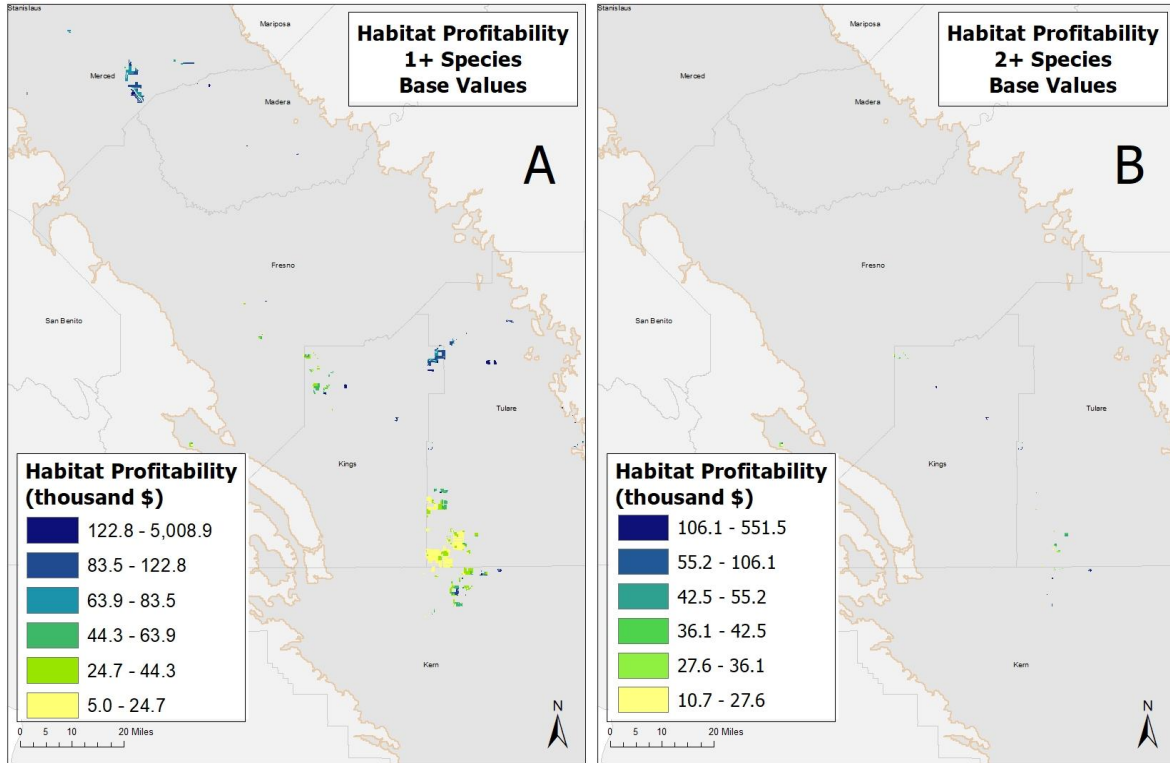 Stanislaus
Mariposa
Habitat Profitability
1+ Species
Base Values
Merced
Madera
A
Fresno
San Benito
Tulare
Kings
Habitat Profitability
(thousand $)
122.8 - 5,008.9
83.5 - 122.8
63.9 - 83.5
44.3 - 63.9
24.7 - 44.3
5.0 - 24.7
Kern
N
0 5 10 20 Miles
Stanislaus
Mariposa
Habitat Profitability
2+ Species
Base Values
Merced
Madera
B
Fresno
San Benito
Tulare
Kings
Habitat Profitability
(thousand $)
106.1 - 551.5
55.2 - 106.1
42.5 - 55.2
36.1 - 42.5
27.6 - 36.1
10.7 - 27.6
Kern
N
0 5 10 20 Miles